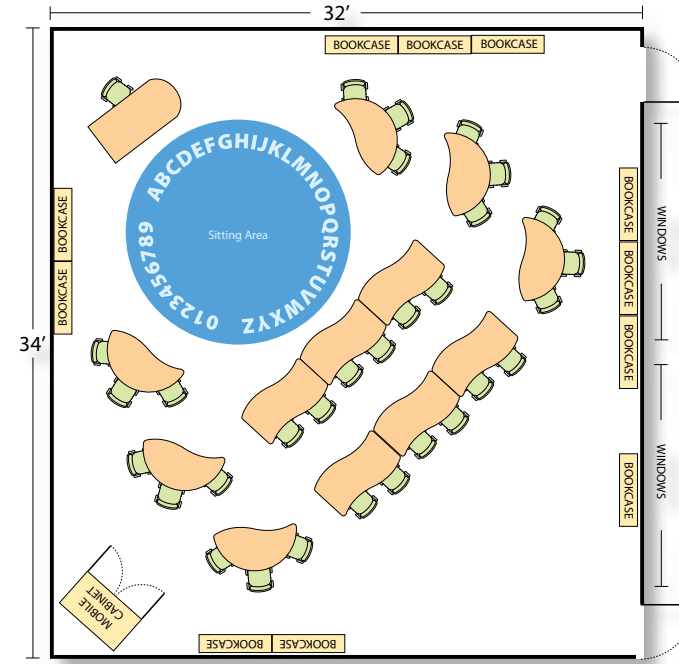 32′
BOOKCASE BOOKCASE BOOKCASE
ABCDEFGHIJKLMNOPQRSTUVWXYZ
0123456789
Sitting Area
BOOKCASE
BOOKCASE
34′
BOOKCASE
BOOKCASE
BOOKCASE
WINDOWS
BOOKCASE
WINDOWS
MOBILE
CABINET
BOOKCASE BOOKCASE